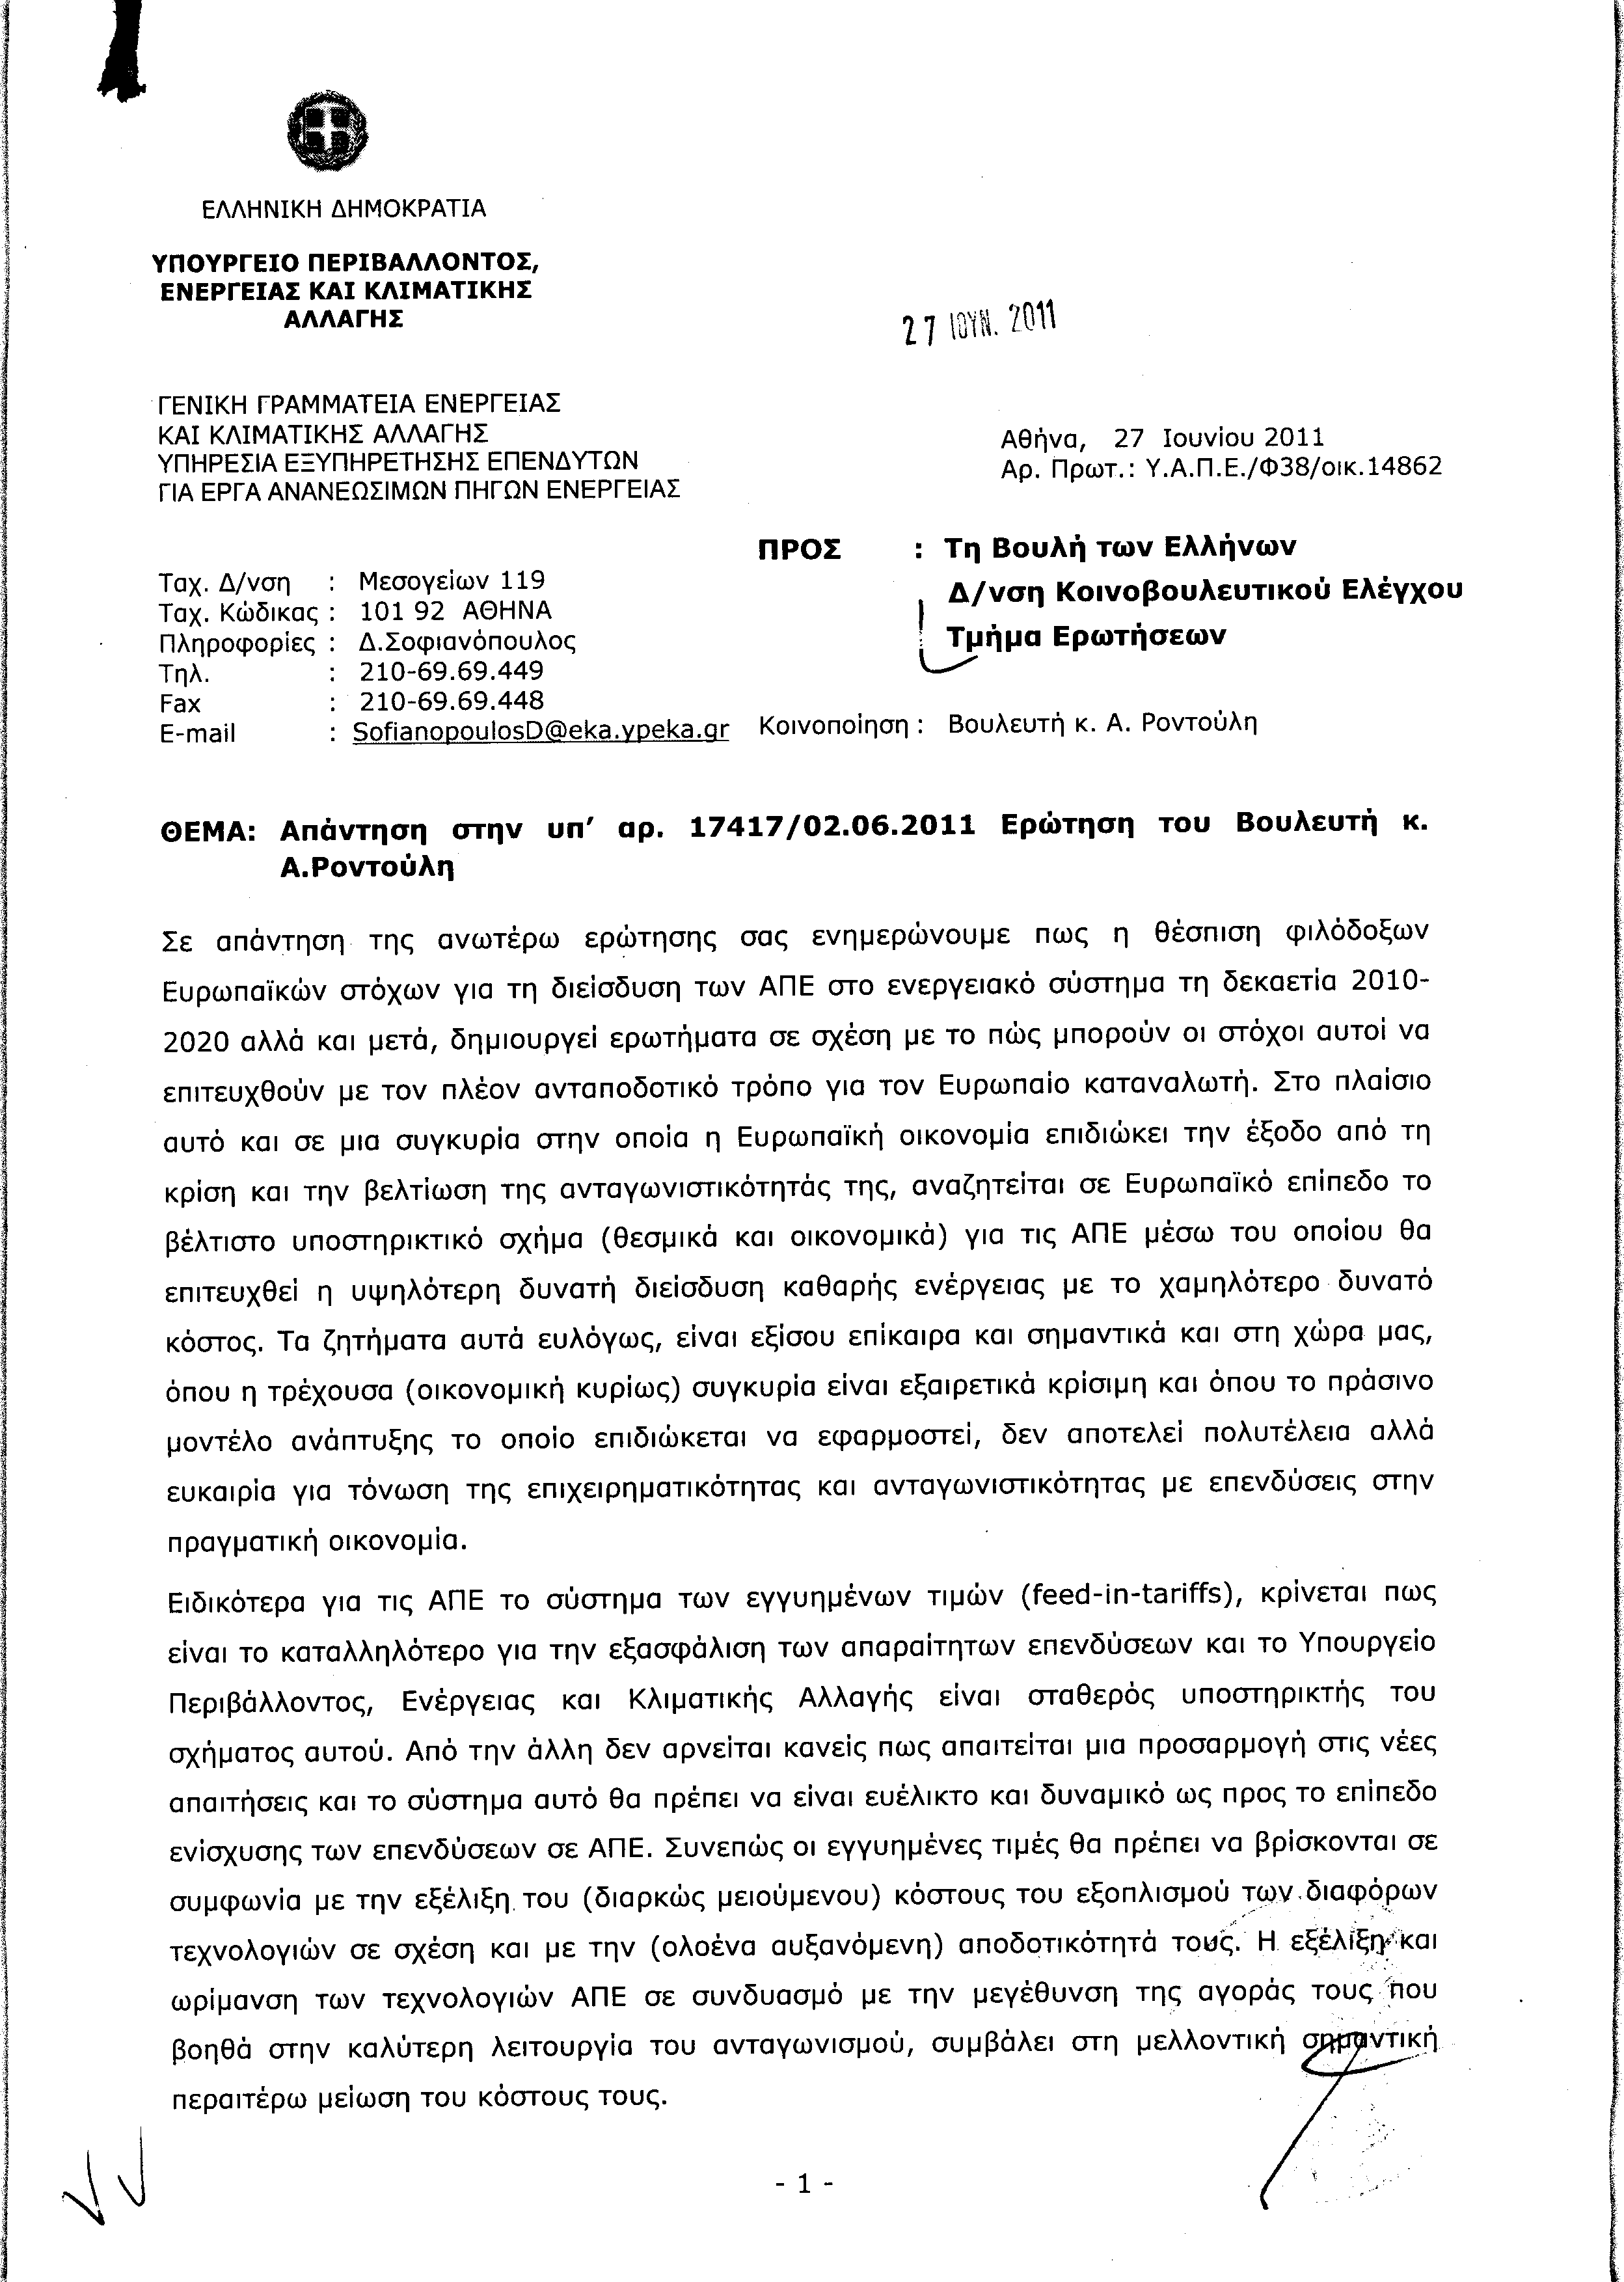 ΕΛΛΗΝΙΚΗ ΔΗΜΟΚΡΑΤΙΑ
ΥΠΟΥΡΓΕΙΟ ΠΕΡΙΒΑΛΛΟΝΤΟΣ,
ΕΝΕΡΓΕΙΑΣ ΚΑΙ ΚΛΙΜΑΤΙΚΗΣ
ΑΛΛΑΓΗΣ
27 ΙΟΥΝ. 2011
ΓΕΝΙΚΗ ΓΡΑΜΜΑΤΕΙΑ ΕΝΕΡΓΕΙΑΣ
ΚΑΙ ΚΛΙΜΑΤΙΚΗΣ ΑΛΛΑΓΗΣ
ΥΠΗΡΕΣΙΑ ΕΞΥΠΗΡΕΤΗΣΗΣ ΕΠΕΝΔΥΤΩΝ
ΓΙΑ ΕΡΓΑ ΑΝΑΝΕΩΣΙΜΩΝ ΠΗΓΩΝ ΕΝΕΡΓΕΙΑΣ
Αθήνα, 27 Ιουνίου 2011
Αρ. Πρωτ.: Υ.Α.Π.Ε./Φ38/οικ.14862
ΠΡΟΣ : Τη Βουλή των Ελλήνων
Δ/νση Κοινοβουλευτικού Ελέγχου
Τμήμα Ερωτήσεων
Ταχ. Δ/νση : Μεσογείων 119
Ταχ. Κώδικας : 101 92 ΑΘΗΝΑ
Πληροφορίες : Δ.Σοφιανόπουλος
Τηλ. : 210-69.69.449
Fax : 210-69.69.448
E-mail : SofianopoulosD@eka.ypeka.gr
Κοινοποίηση : Βουλευτή κ. Α. Ροντούλη
ΘΕΜΑ: Απάντηση στην υπ’ αρ. 17417/02.06.2011 Ερώτηση του Βουλευτή κ.
Α.Ροντούλη
Σε απάντηση της ανωτέρω ερώτησης σας ενημερώνουμε πως η θέσπιση φιλόδοξων
Ευρωπαϊκών στόχων για τη διείσδυση των ΑΠΕ στο ενεργειακό σύστημα τη δεκαετία 2010-
2020 αλλά και μετά, δημιουργεί ερωτήματα σε σχέση με το πώς μπορούν οι στόχοι αυτοί να
επιτευχθούν με τον πλέον ανταποδοτικό τρόπο για τον Ευρωπαίο καταναλωτή. Στο πλαίσιο
αυτό και σε μια συγκυρία στην οποία η Ευρωπαϊκή οικονομία επιδιώκει την έξοδο από τη
κρίση και την βελτίωση της ανταγωνιστικότητάς της, αναζητείται σε Ευρωπαϊκό επίπεδο το
βέλτιστο υποστηρικτικό σχήμα (θεσμικά και οικονομικά) για τις ΑΠΕ μέσω του οποίου θα
επιτευχθεί η υψηλότερη δυνατή διείσδυση καθαρής ενέργειας με το χαμηλότερο δυνατό
κόστος. Τα ζητήματα αυτά ευλόγως, είναι εξίσου επίκαιρα και σημαντικά και στη χώρα μας,
όπου η τρέχουσα (οικονομική κυρίως) συγκυρία είναι εξαιρετικά κρίσιμη και όπου το πράσινο
μοντέλο ανάπτυξης το οποίο επιδιώκεται να εφαρμοστεί, δεν αποτελεί πολυτέλεια αλλά
ευκαιρία για τόνωση της επιχειρηματικότητας και ανταγωνιστικότητας με επενδύσεις στην
πραγματική οικονομία.
Ειδικότερα για τις ΑΠΕ το σύστημα των εγγυημένων τιμών (feed-in-tariffs), κρίνεται πως
είναι το καταλληλότερο για την εξασφάλιση των απαραίτητων επενδύσεων και το Υπουργείο
Περιβάλλοντος, Ενέργειας και Κλιματικής Αλλαγής είναι σταθερός υποστηρικτής του
σχήματος αυτού. Από την άλλη δεν αρνείται κανείς πως απαιτείται μια προσαρμογή στις νέες
απαιτήσεις και το σύστημα αυτό θα πρέπει να είναι ευέλικτο και δυναμικό ως προς το επίπεδο
ενίσχυσης των επενδύσεων σε ΑΠΕ. Συνεπώς οι εγγυημένες τιμές θα πρέπει να βρίσκονται σε
συμφωνία με την εξέλιξη του (διαρκώς μειούμενου) κόστους του εξοπλισμού των διαφόρων
τεχνολογιών σε σχέση και με την (ολοένα αυξανόμενη) αποδοτικότητά τους. Η εξέλιξη και
ωρίμανση των τεχνολογιών ΑΠΕ σε συνδυασμό με την μεγέθυνση της αγοράς τους που
βοηθά στην καλύτερη λειτουργία του ανταγωνισμού, συμβάλει στη μελλοντική σημαντική
περαιτέρω μείωση του κόστους τους.
- 1 -